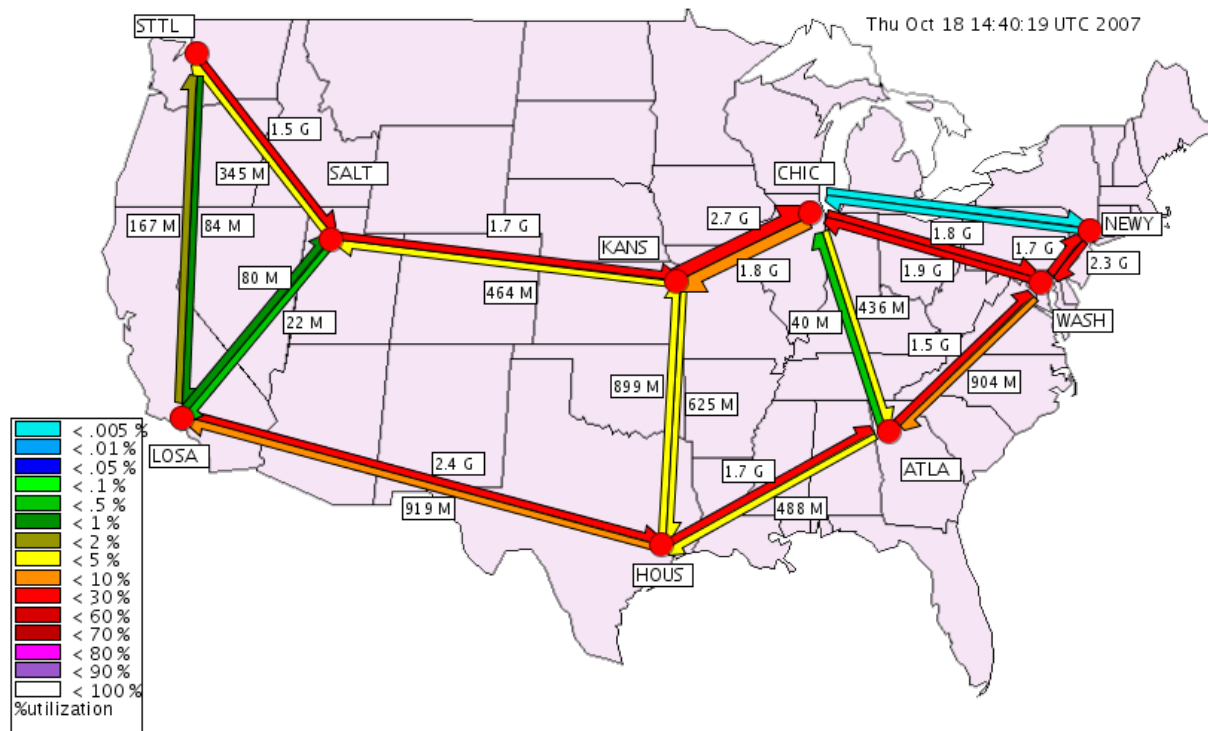 STTL
Thu Oct 18 14:40:19 UTC 2007
1.5 G
345 M
SALT
CHIC
167 M
84 M
1.7 G
KANS
2.7 G
1.8 G
NEWY
1.7 G
2.3 G
80 M
464 M
1.8 G
1.9 G
22 M
40 M
436 M
WASH
1.5 G
899 M
625 M
904 M
LOSA
2.4 G
919 M
1.7 G
ATLA
488 M
HOUS
< .005 %
< .01 %
< .05 %
< .1 %
< .5 %
< 1 %
< 2 %
< 5 %
< 10 %
< 30 %
< 60 %
< 70 %
< 80 %
< 90 %
< 100 %
%utilization